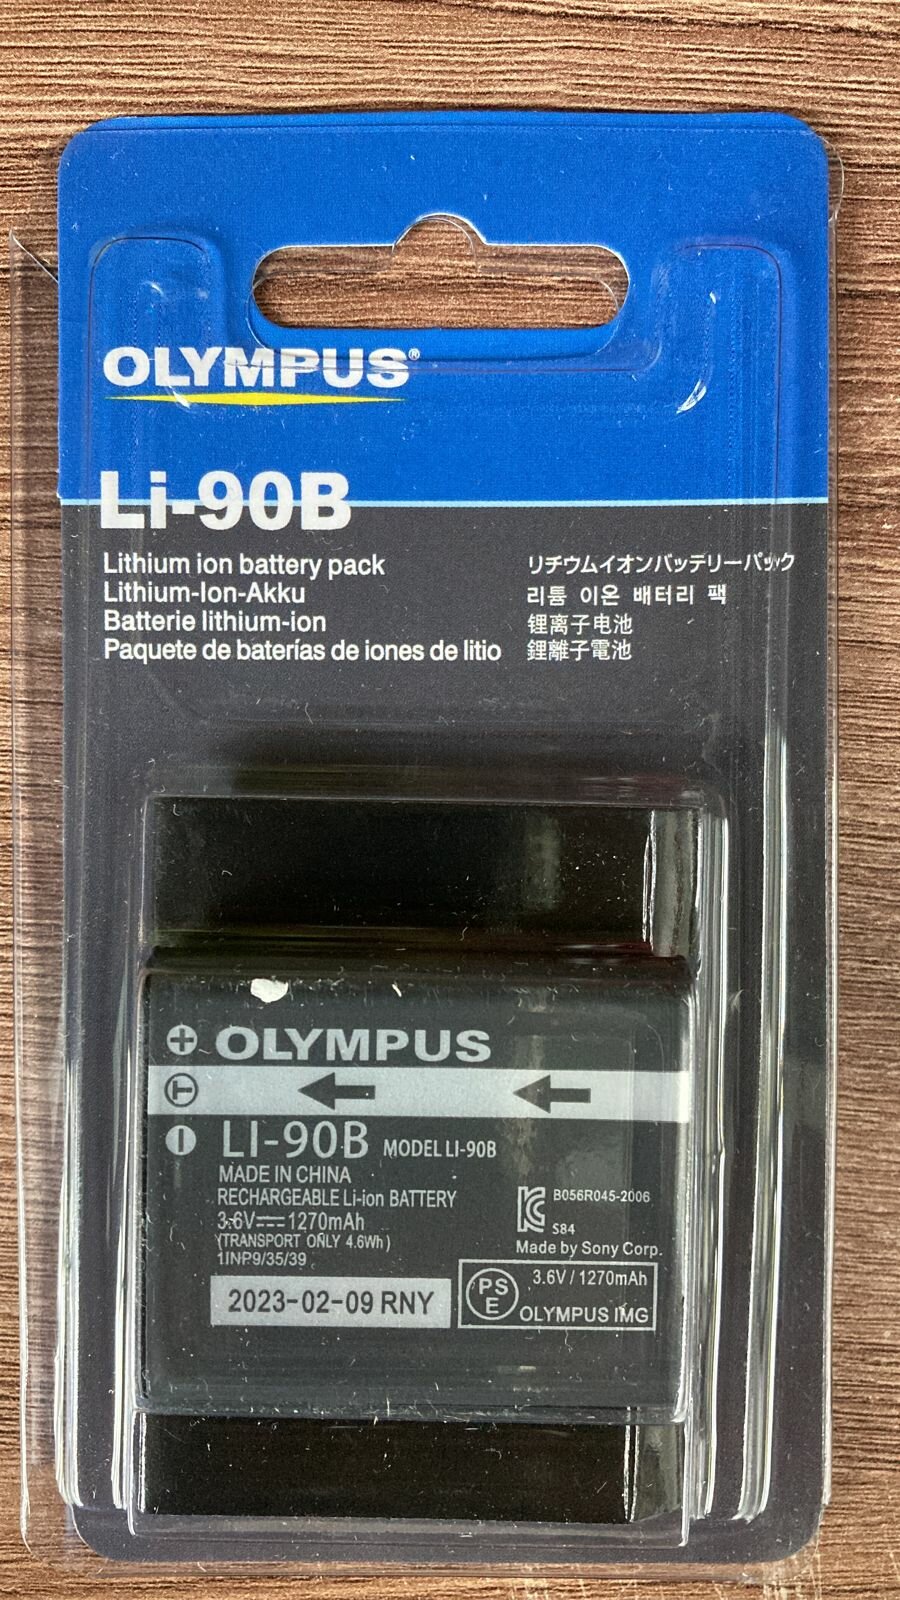 OLYMPUS®
Li-90B
Lithium ion battery pack
Lithium-Ion-Akku
Batterie lithium-ion
Paquete de baterías de iones de litio
リチウムイオンバッテリーパック
리튬 이온 배터리 팩
锂离子电池
鋰離子電池
OLYMPUS
LI-90B MODEL LI-90B
MADE IN CHINA
RECHARGEABLE Li-ion BATTERY
3.6V⎓1270mAh
(TRANSPORT ONLY 4.6Wh)
1INP9/35/39
2023-02-09 RNY
B056R045-2006
S84
Made by Sony Corp.
PS
E
3.6V/1270mAh
OLYMPUS IMG